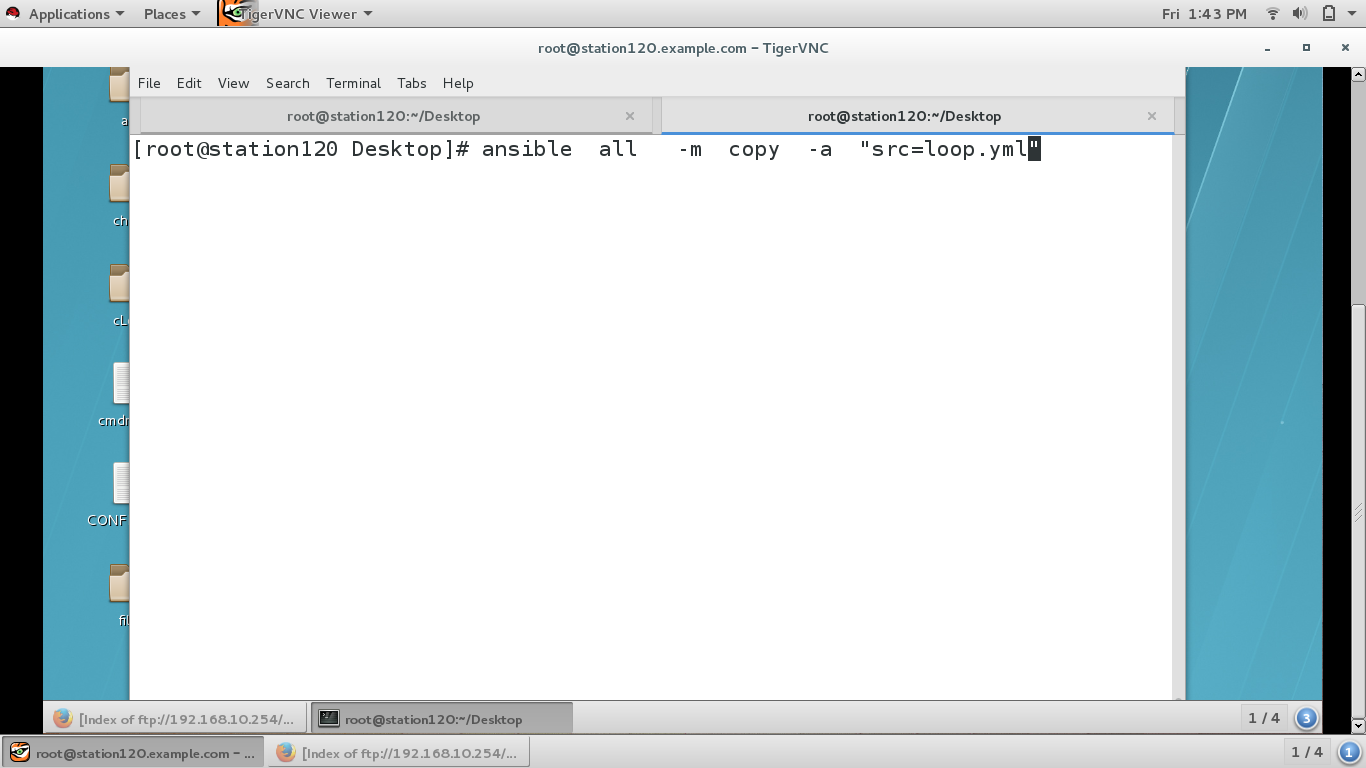 Applications Places TigerVNC Viewer Fri 1:43 PM
root@station120.example.com - TigerVNC
File Edit View Search Terminal Tabs Help
root@station120:~/Desktop root@station120:~/Desktop
[root@station120 Desktop]# ansible  all   -m  copy  -a  "src=loop.yml"
a
ch
cL
cmdr
CONF
fil
[Index of ftp://192.168.10.254/... root@station120:~/Desktop 1 / 4 3
root@station120.example.com - ... [Index of ftp://192.168.10.254/... 1 / 4 1